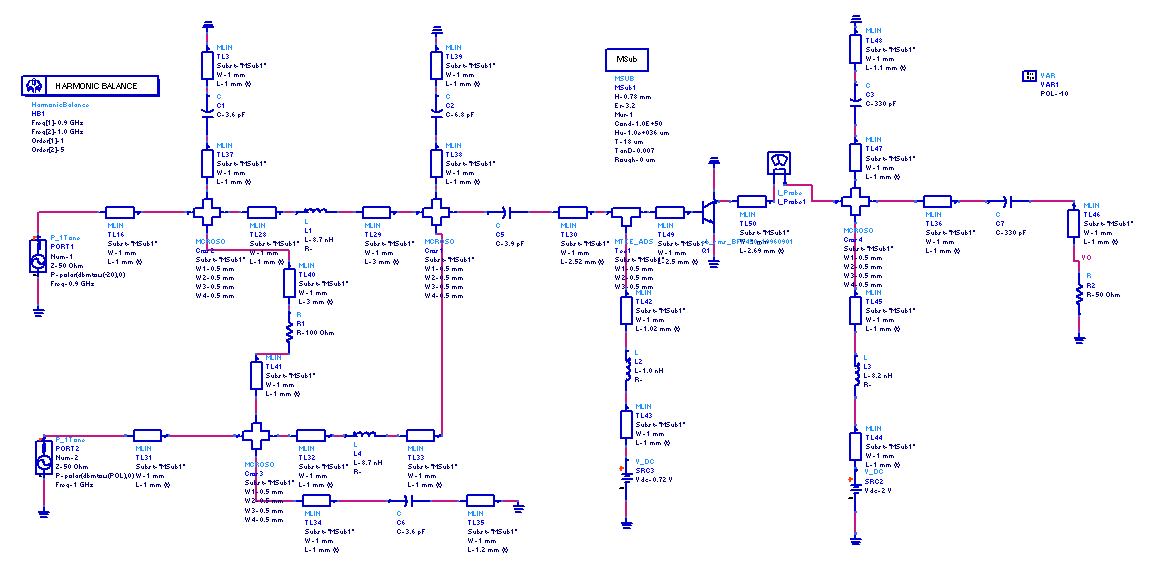 HARMONIC BALANCE
HarmonicBalance
HB1
Freq[1]=0.9 GHz
Freq[2]=1.0 GHz
Order[1]=1
Order[2]=5
MLIN
TL3
Subst="MSub1"
W=1 mm
L=1 mm (t)
C
C1
C=3.6 pF
MLIN
TL37
Subst="MSub1"
W=1 mm
L=1 mm (t)
MLIN
TL39
Subst="MSub1"
W=1 mm
L=1 mm (t)
C
C2
C=6.8 pF
MLIN
TL38
Subst="MSub1"
W=1 mm
L=1 mm (t)
MSub
MSUB
MSub1
H=0.78 mm
Er=3.2
Mur=1
Cond=1.0E+50
Hu=1.0e+036 um
T=18 um
TanD=0.007
Rough=0 um
MLIN
TL48
Subst="MSub1"
W=1 mm
L=1.1 mm (t)
C
C3
C=330 pF
MLIN
TL47
Subst="MSub1"
W=1 mm
L=1 mm (t)
VAR
VAR1
POL=-10
P_1Tone
PORT1
Num=1
Z=50 Ohm
P=polar(dbmtow(-20),0)
Freq=0.9 GHz
MLIN
TL16
Subst="MSub1"
W=1 mm
L=1 mm (t)
MCROSO
W1=0.5 mm
W2=0.5 mm
W3=0.5 mm
W4=0.5 mm
MLIN
TL28
Subst="MSub1"
W=1 mm
L=1 mm (t)
L
L1
L=8.7 nH
R=
MLIN
TL29
Subst="MSub1"
W=1 mm
L=3 mm (t)
MCROSO
Subst="MSub1"
W1=0.5 mm
W2=0.5 mm
W3=0.5 mm
W4=0.5 mm
C
C5
C=3.9 pF
MLIN
TL30
Subst="MSub1"
W=1 mm
L=2.52 mm (t)
MTEE_ADS
W1=0.5 mm
W2=0.5 mm
W3=0.5 mm
MLIN
TL49
Subst="MSub1"
W=1 mm
L=2.5 mm (t)
Q1
MLIN
TL50
Subst="MSub1"
W=1 mm
L=2.69 mm (t)
I_Probe
I_Probe1
MCROSO
Subst="MSub1"
W1=0.5 mm
W2=0.5 mm
W3=0.5 mm
W4=0.5 mm
MLIN
TL36
Subst="MSub1"
W=1 mm
L=1 mm (t)
C
C7
C=330 pF
MLIN
TL46
Subst="MSub1"
W=1 mm
L=1 mm (t)
VO
R
R2
R=50 Ohm
MLIN
TL40
Subst="MSub1"
W=1 mm
L=3 mm (t)
R
R1
R=100 Ohm
MLIN
TL41
Subst="MSub1"
W=1 mm
L=1 mm (t)
MLIN
TL42
Subst="MSub1"
W=1 mm
L=1.02 mm (t)
L
L2
L=1.0 nH
R=
MLIN
TL43
Subst="MSub1"
W=1 mm
L=1 mm (t)
V_DC
SRC3
Vdc=0.72 V
MLIN
TL45
Subst="MSub1"
W=1 mm
L=1 mm (t)
L
L3
L=8.2 nH
R=
MLIN
TL44
Subst="MSub1"
W=1 mm
L=1 mm (t)
V_DC
SRC2
Vdc=2 V
P_1Tone
PORT2
Num=2
Z=50 Ohm
P=polar(dbmtow(POL),0)
Freq=1 GHz
MLIN
TL31
Subst="MSub1"
W=1 mm
L=1 mm (t)
MCROSO
Subst="MSub1"
W1=0.5 mm
W2=0.5 mm
W3=0.5 mm
W4=0.5 mm
MLIN
TL32
Subst="MSub1"
W=1 mm
L=1 mm (t)
L
L4
L=8.7 nH
R=
MLIN
TL33
Subst="MSub1"
W=1 mm
L=1 mm (t)
MLIN
TL34
Subst="MSub1"
W=1 mm
L=1 mm (t)
C
C6
C=3.6 pF
MLIN
TL35
Subst="MSub1"
W=1 mm
L=1.2 mm (t)